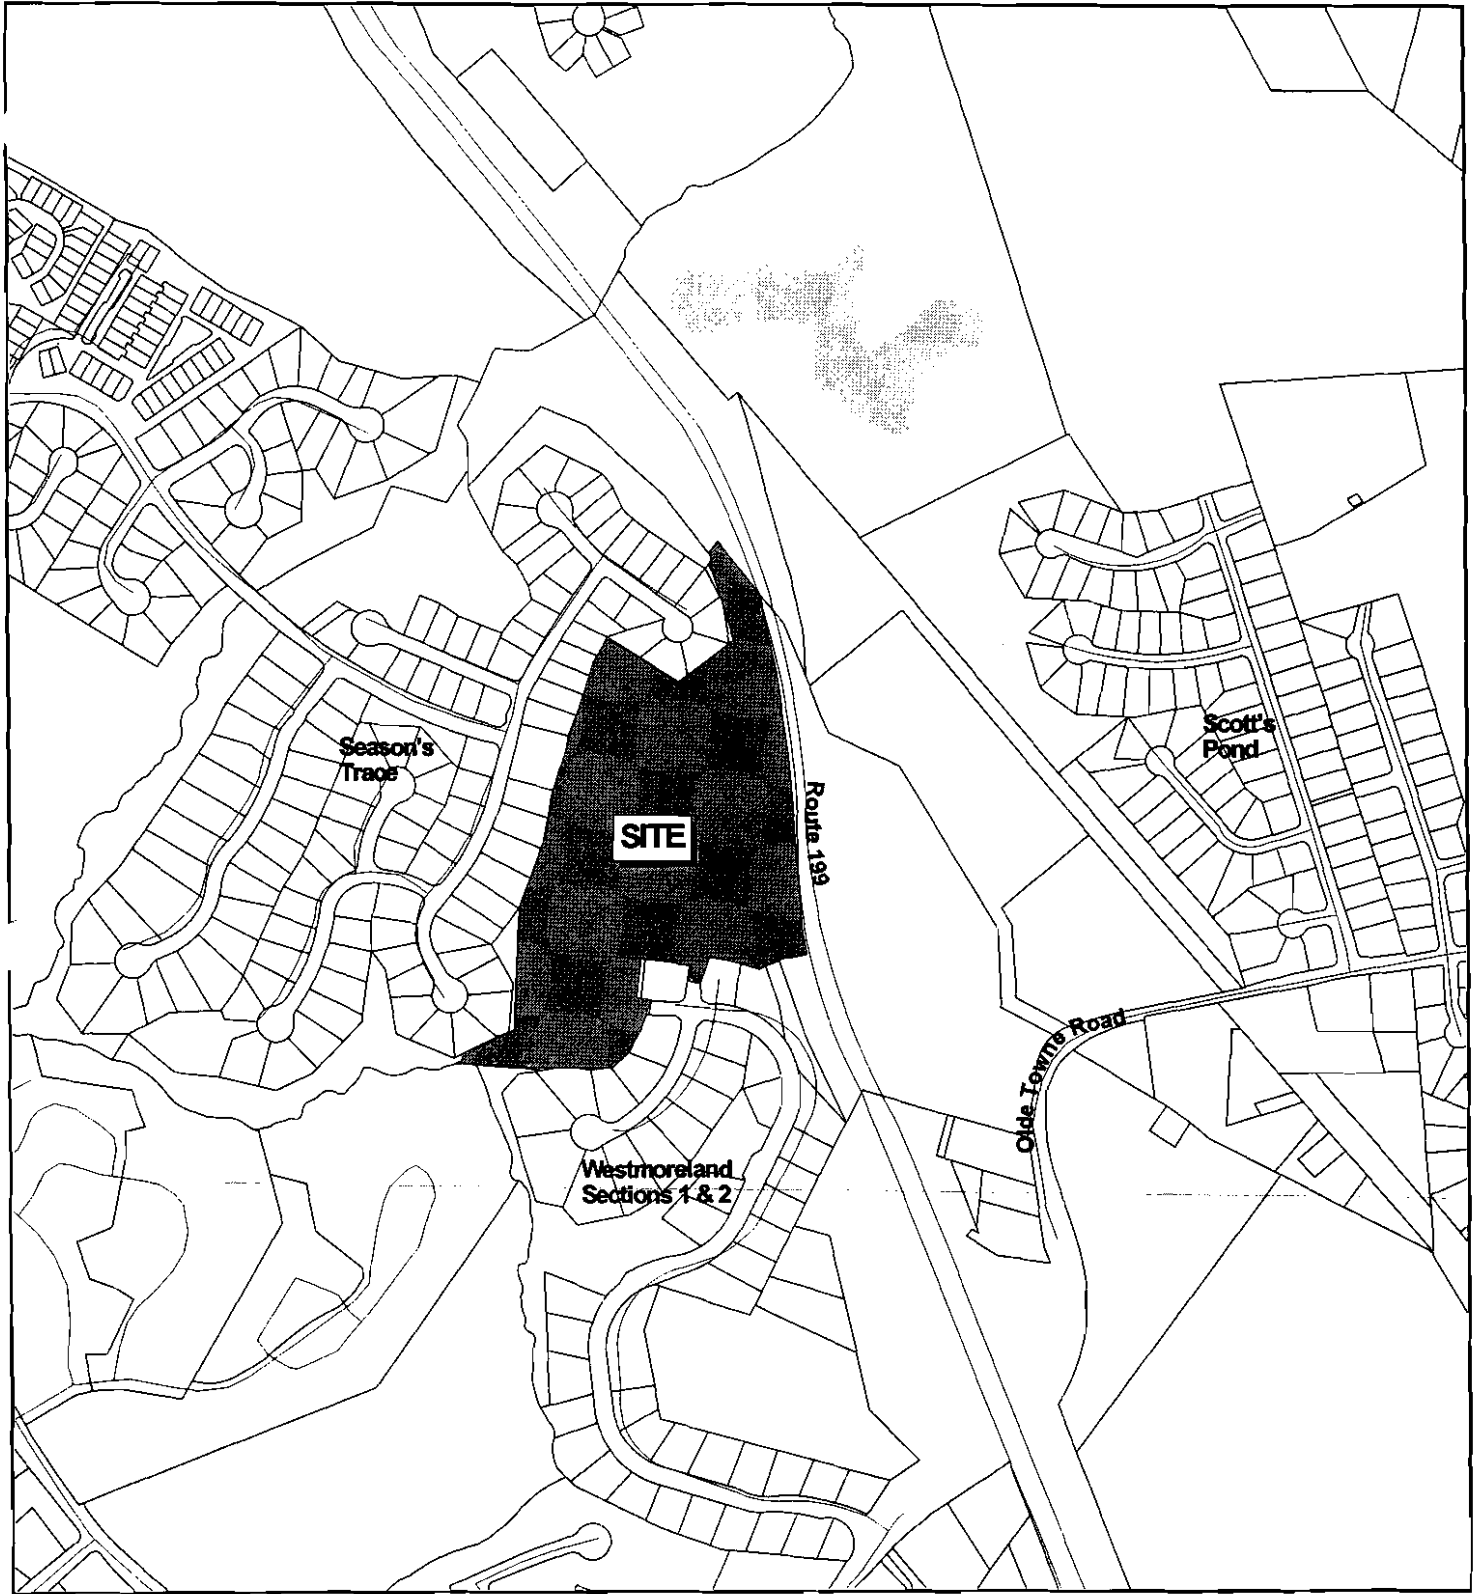 Season's
Trace
SITE
Route 199
Scott's
Pond
Olde Towne Road
Westmoreland
Sections 1 & 2